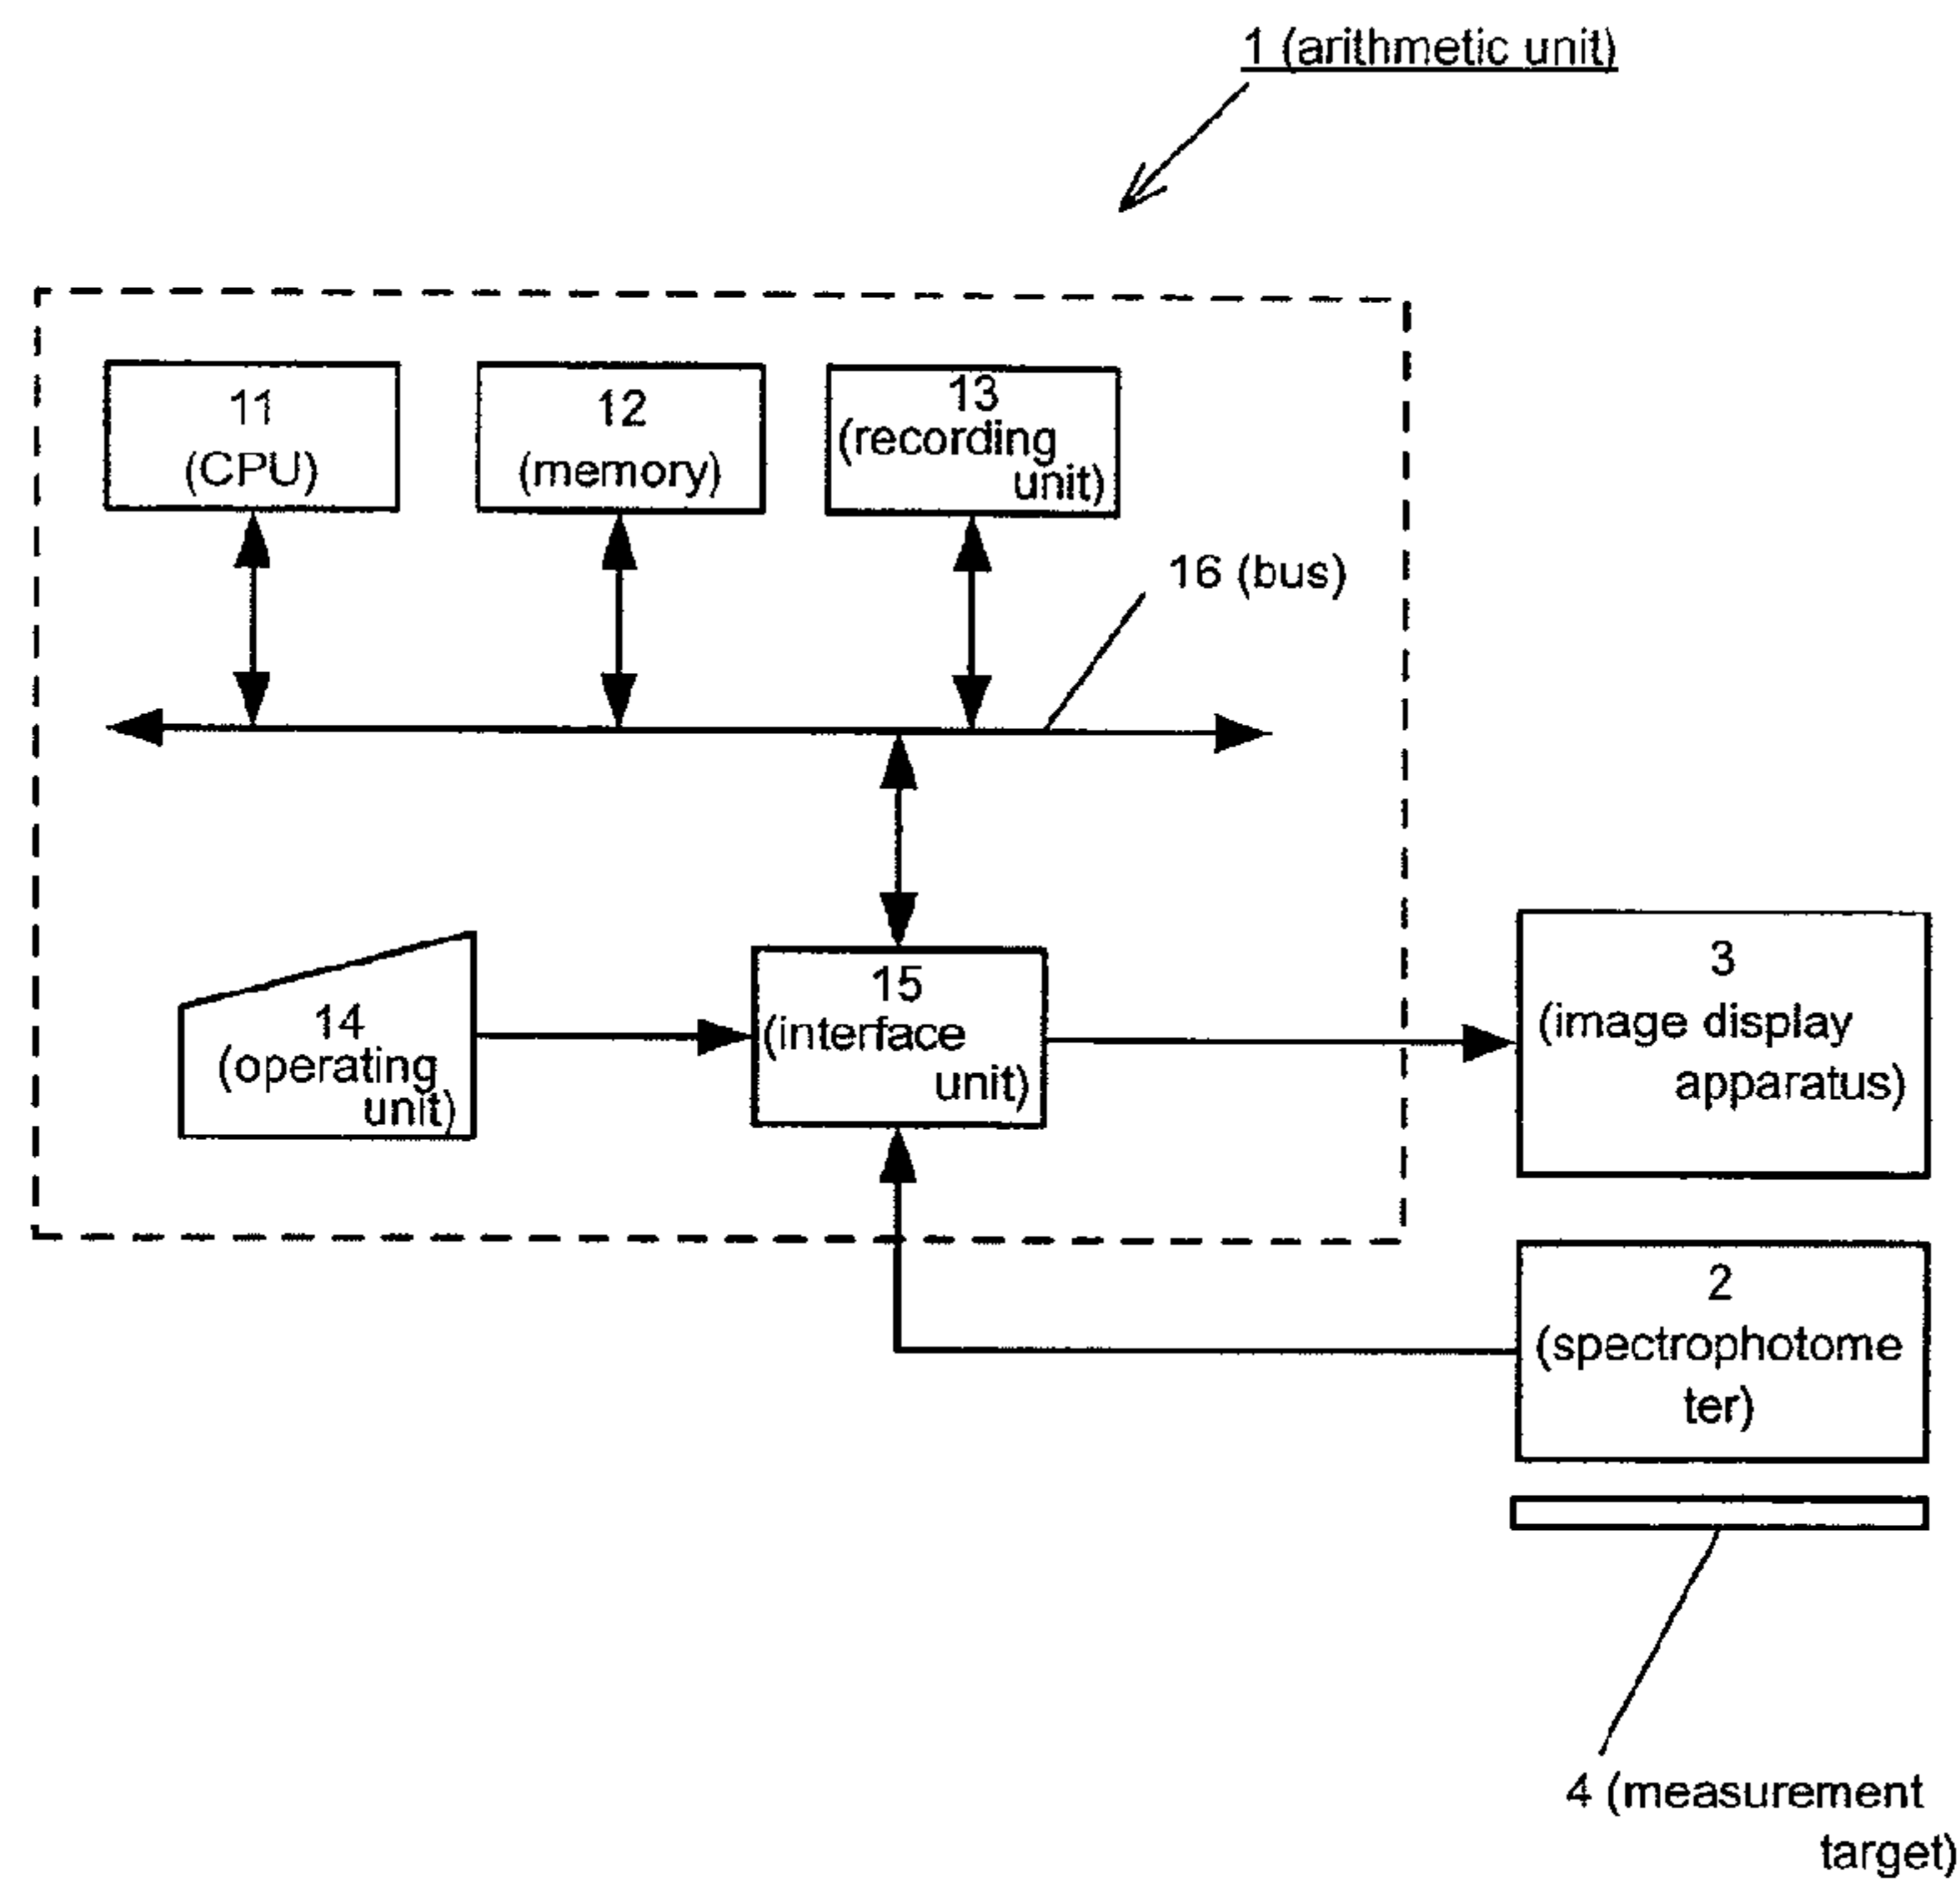 1 (arithmetic unit)
11
(CPU)
12
(memory)
13
(recording
unit)
16 (bus)
14
(operating
unit)
15
(interface
unit)
3
(image display
apparatus)
2
(spectrophotome
ter)
4 (measurement
target)